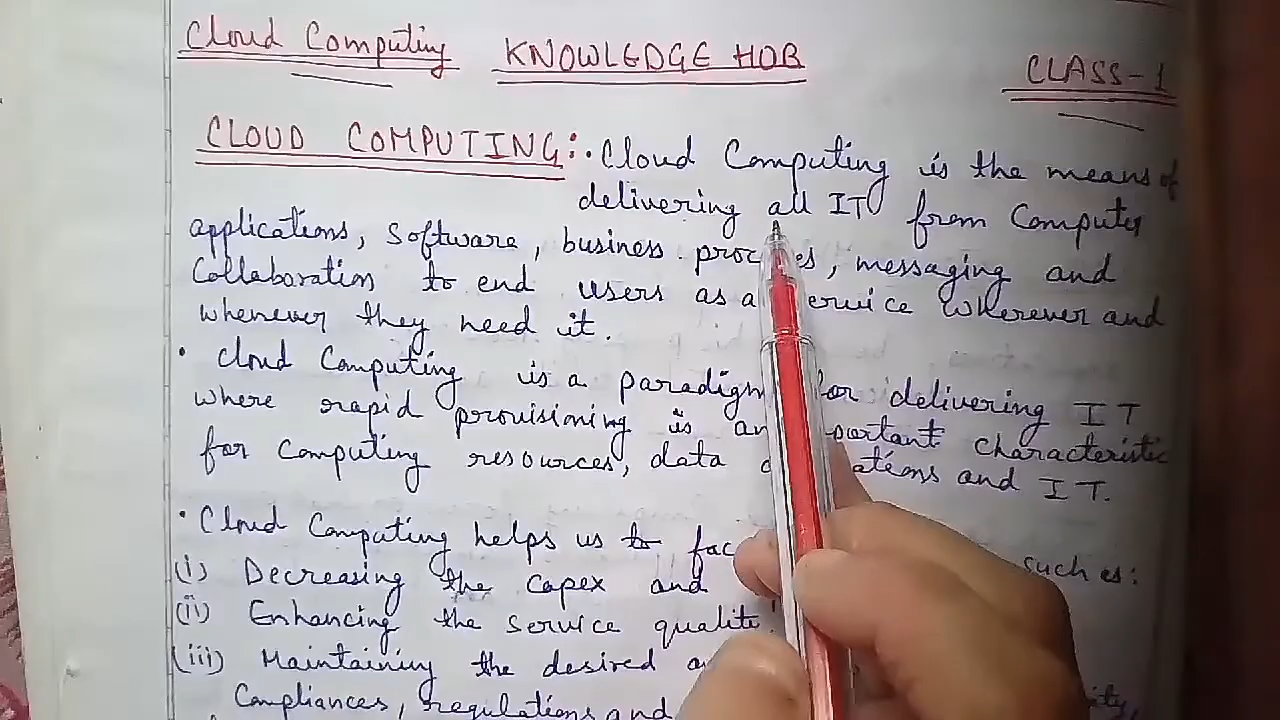 Cloud Computing KNOWLEDGE HUB CLASS-1
CLOUD COMPUTING:
• Cloud Computing is the means of
delivering all IT from Computer
applications, software, business, messaging and
Collaboration to end users as a service wherever and
whenever they need it.
• Cloud Computing is a paradigm for delivering IT
where rapid provisioning is an characteristic
for Computing resources, data and IT.
• Cloud Computing helps us to such as:
(i) Decreasing the capex and
(ii) Enhancing the service quality
(iii) Maintaining the desired
Compliances, regulations and